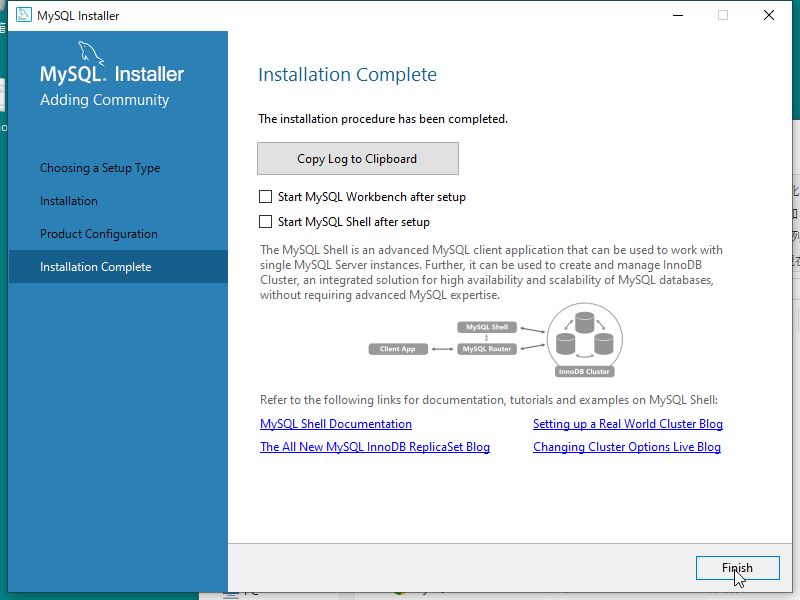 MySQL Installer
MySQL. Installer
Adding Community
Choosing a Setup Type
Installation
Product Configuration
Installation Complete
Installation Complete
The installation procedure has been completed.
Copy Log to Clipboard
Start MySQL Workbench after setup
Start MySQL Shell after setup
The MySQL Shell is an advanced MySQL client application that can be used to work with
single MySQL Server instances. Further, it can be used to create and manage InnoDB
Cluster, an integrated solution for high availability and scalability of MySQL databases,
without requiring advanced MySQL expertise.
MySQL Shell
Client App
MySQL Router
InnoDB Cluster
Refer to the following links for documentation, tutorials and examples on MySQL Shell:
MySQL Shell Documentation
Setting up a Real World Cluster Blog
The All New MySQL InnoDB ReplicaSet Blog
Changing Cluster Options Live Blog
Finish